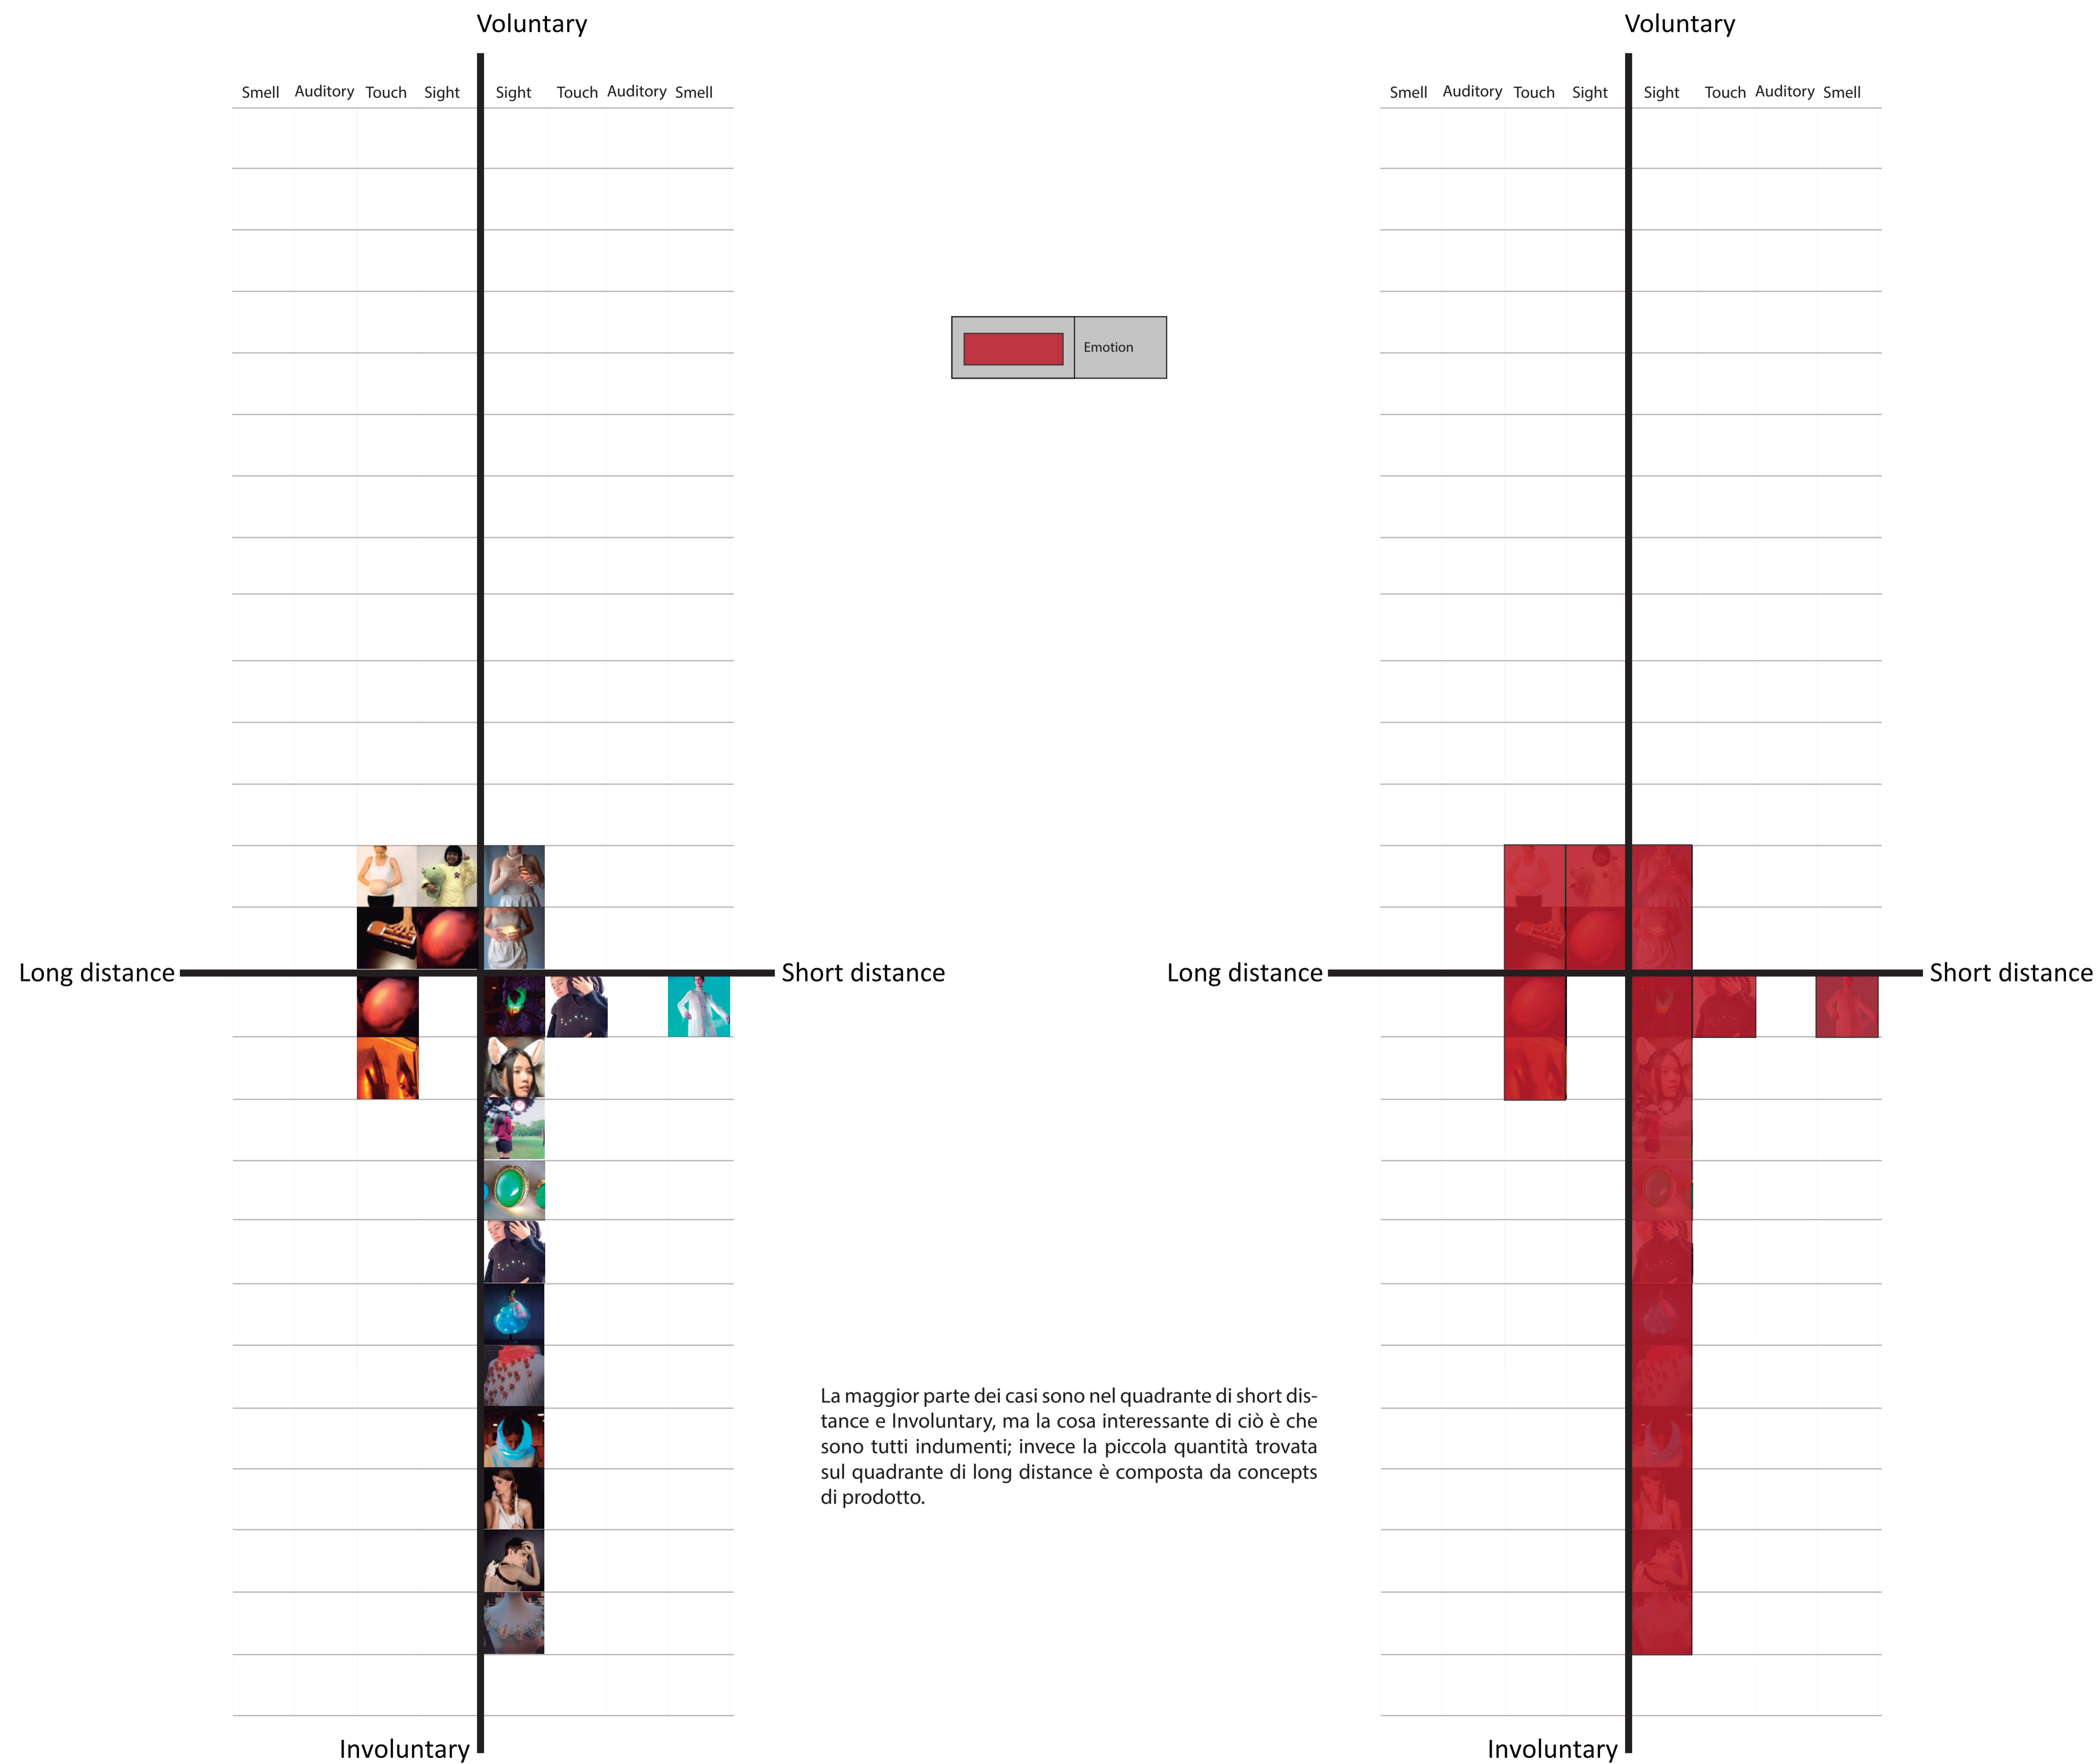 Voluntary
Smell Auditory Touch Sight Sight Touch Auditory Smell
Long distance
Short distance
Involuntary
Emotion
La maggior parte dei casi sono nel quadrante di short dis-
tance e Involuntary, ma la cosa interessante di ciò è che
sono tutti indumenti; invece la piccola quantità trovata
sul quadrante di long distance è composta da concepts
di prodotto.
Voluntary
Smell Auditory Touch Sight Sight Touch Auditory Smell
Long distance
Short distance
Involuntary